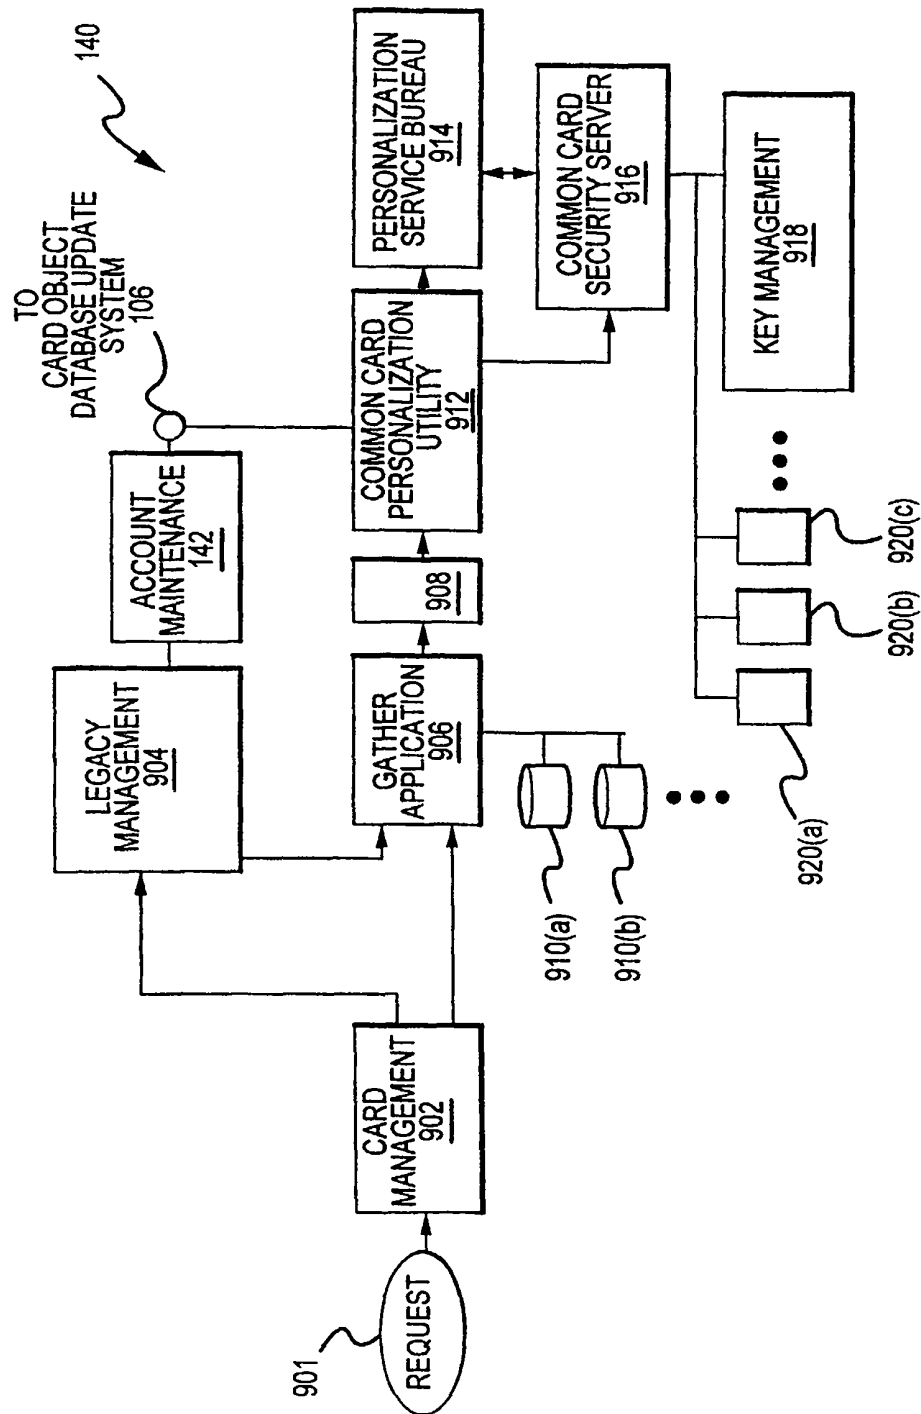 140
TO
CARD OBJECT
DATABASE UPDATE
SYSTEM
106
ACCOUNT
MAINTENANCE
142
LEGACY
MANAGEMENT
904
PERSONALIZATION
SERVICE BUREAU
914
COMMON CARD
PERSONALIZATION
UTILITY
912
908
GATHER
APPLICATION
906
CARD
MANAGEMENT
902
REQUEST
901
COMMON CARD
SECURITY SERVER
916
KEY MANAGEMENT
918
910(a)
910(b)
920(a)
920(b)
920(c)